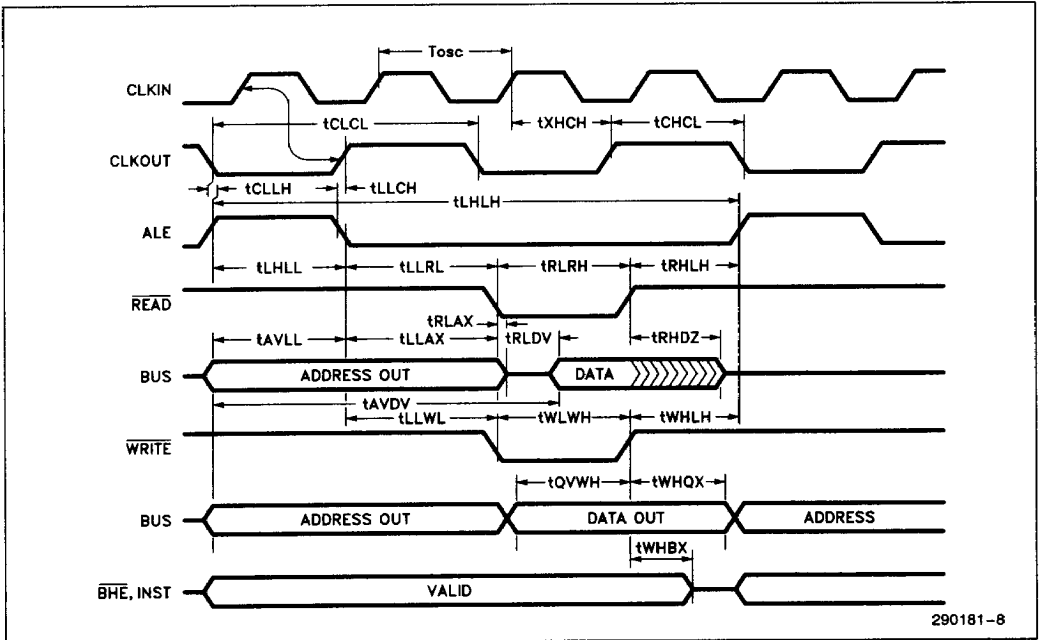 Tosc
CLKIN
tCLCL
tXHCH
tCHCL
CLKOUT
tCLLH
tLLCH
tLHLH
ALE
tLHLL
tLLRL
tRLRH
tRHLH
READ
tRLAX
tAVLL
tLLAX
tRLDV
tRHDZ
BUS
ADDRESS OUT
DATA
tAVDV
tLLWL
tWLWH
tWHLH
WRITE
tQVWH
tWHQX
BUS
ADDRESS OUT
DATA OUT
ADDRESS
tWHBX
BHE, INST
VALID
290181-8